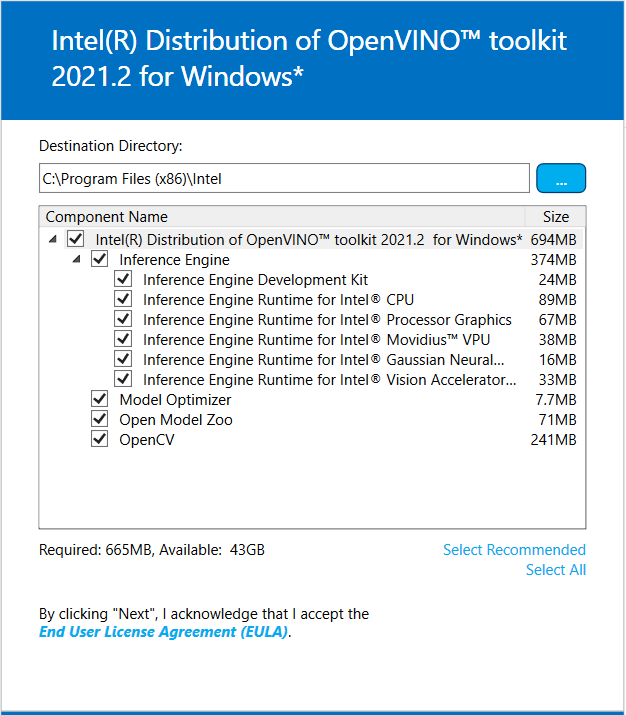 Intel(R) Distribution of OpenVINO™ toolkit
2021.2 for Windows*
Destination Directory:
C:\Program Files (x86)\Intel
...
Component Name Size
Intel(R) Distribution of OpenVINO™ toolkit 2021.2 for Windows* 694MB
Inference Engine 374MB
Inference Engine Development Kit 24MB
Inference Engine Runtime for Intel® CPU 89MB
Inference Engine Runtime for Intel® Processor Graphics 67MB
Inference Engine Runtime for Intel® Movidius™ VPU 38MB
Inference Engine Runtime for Intel® Gaussian Neural... 16MB
Inference Engine Runtime for Intel® Vision Accelerator... 33MB
Model Optimizer 7.7MB
Open Model Zoo 71MB
OpenCV 241MB
Required: 665MB, Available: 43GB
Select Recommended
Select All
By clicking "Next", I acknowledge that I accept the
End User License Agreement (EULA).